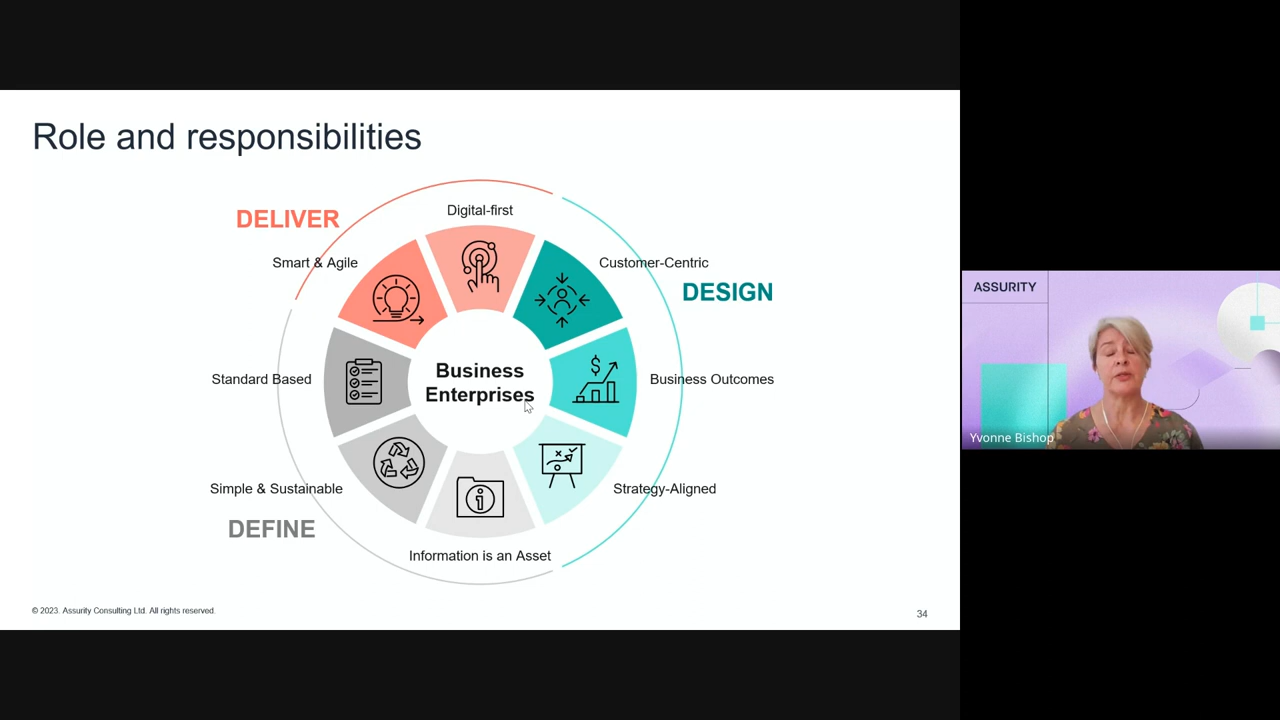 Role and responsibilities
DELIVER
Digital-first
Smart & Agile
Customer-Centric
DESIGN
Standard Based
Business
Enterprises
Business Outcomes
Simple & Sustainable
Strategy-Aligned
DEFINE
Information is an Asset
© 2023. Assurity Consulting Ltd. All rights reserved.
34
ASSURITY
Yvonne Bishop